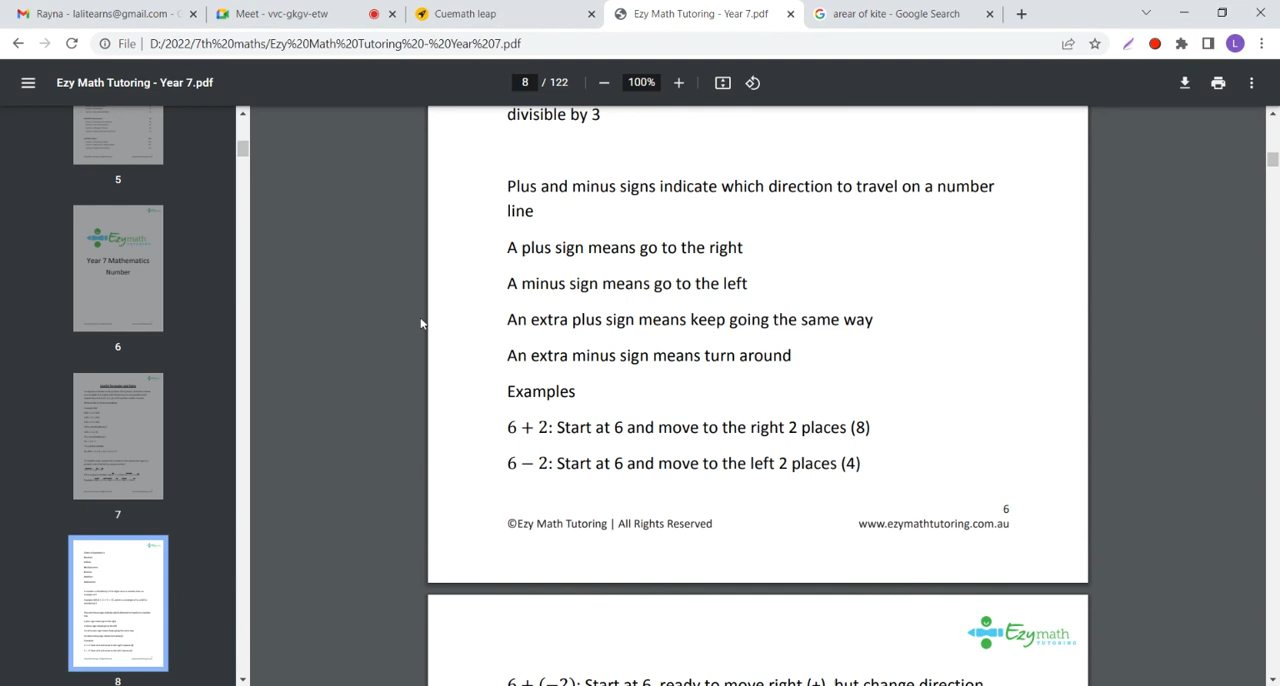 Rayna - lalitearns@gmail.com - G
Meet - vvc-gkgv-etw
Cuemath leap
Ezy Math Tutoring - Year 7.pdf
arear of kite - Google Search
File
D:/2022/7th%20maths/Ezy%20Math%20Tutoring%20-%20Year%207.pdf
L
Ezy Math Tutoring - Year 7.pdf
8 / 122
100%
divisible by 3
Plus and minus signs indicate which direction to travel on a number
line
A plus sign means go to the right
A minus sign means go to the left
An extra plus sign means keep going the same way
An extra minus sign means turn around
Examples
6 + 2: Start at 6 and move to the right 2 places (8)
6 − 2: Start at 6 and move to the left 2 places (4)
6
©Ezy Math Tutoring | All Rights Reserved
www.ezymathtutoring.com.au
Ezymath
TUTORING
6 + (−2): Start at 6, ready to move right (+), but change direction
5
Ezymath
Year 7 Mathematics
Number
6
7
8